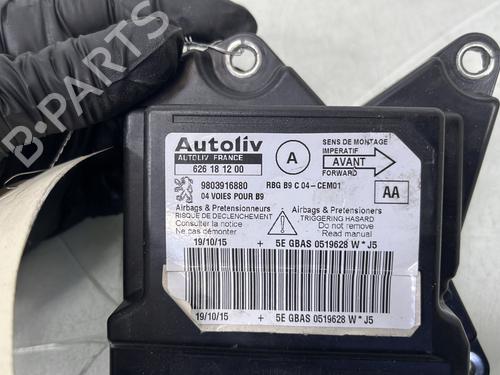 B-PARTS
Autoliv
AUTOLIV FRANCE
626 18 12 00
A
SENS DE MONTAGE
IMPERATIF
AVANT
FORWARD
9803916880
RBG B9 C 04-CEM01
04 VOIES POUR B9
AA
Airbags & Pretensionneurs
RISQUE DE DECLENCHEMENT
Consulter la notice
Ne pas démonter
Airbags & Pretensioners
TRIGGERING HASARD
Do not remove
Read manual
19/10/15 + 5E GBAS 0519628 W * J5
19/10/15 + 5E GBAS 0519628 W * J5